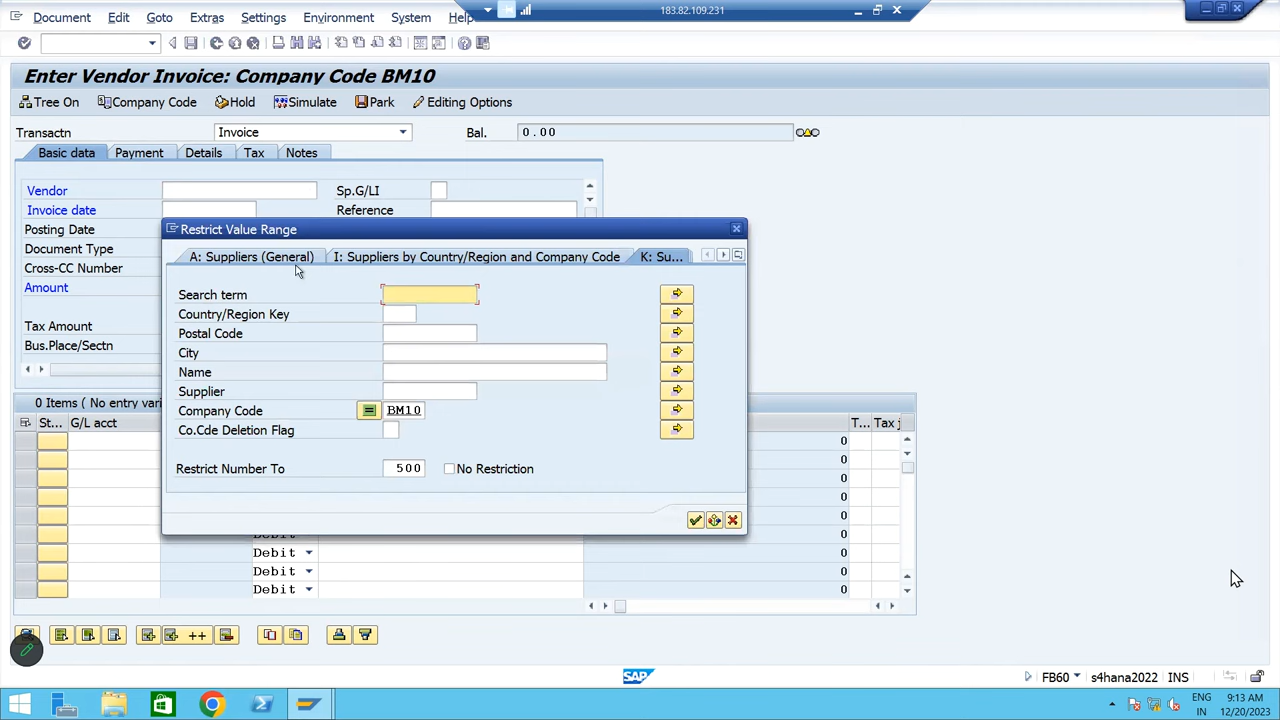 183.82.109.231
Document Edit Goto Extras Settings Environment System Help
Enter Vendor Invoice: Company Code BM10
Tree On Company Code Hold Simulate Park Editing Options
Transactn Invoice Bal. 0.00
Basic data Payment Details Tax Notes
Vendor Sp.G/LI
Invoice date Reference
Posting Date
Document Type
Cross-CC Number
Amount
Tax Amount
Bus.Place/Sectn
Restrict Value Range
A: Suppliers (General) I: Suppliers by Country/Region and Company Code K: Su...
Search term
Country/Region Key
Postal Code
City
Name
Supplier
Company Code BM10
Co.Cde Deletion Flag
Restrict Number To 500 No Restriction
0 Items ( No entry vari
St... G/L acct T... Tax j
0
0
0
0
0
0
Debit 0
Debit 0
Debit 0
SAP FB60 s4hana2022 INS
ENG 9:13 AM
IN 12/20/2023